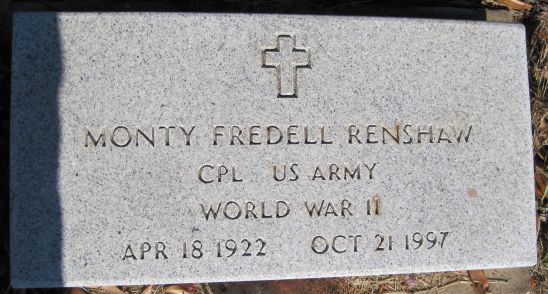 MONTY FREDELL RENSHAW
CPL US ARMY
WORLD WAR II
APR 18 1922 OCT 21 1997